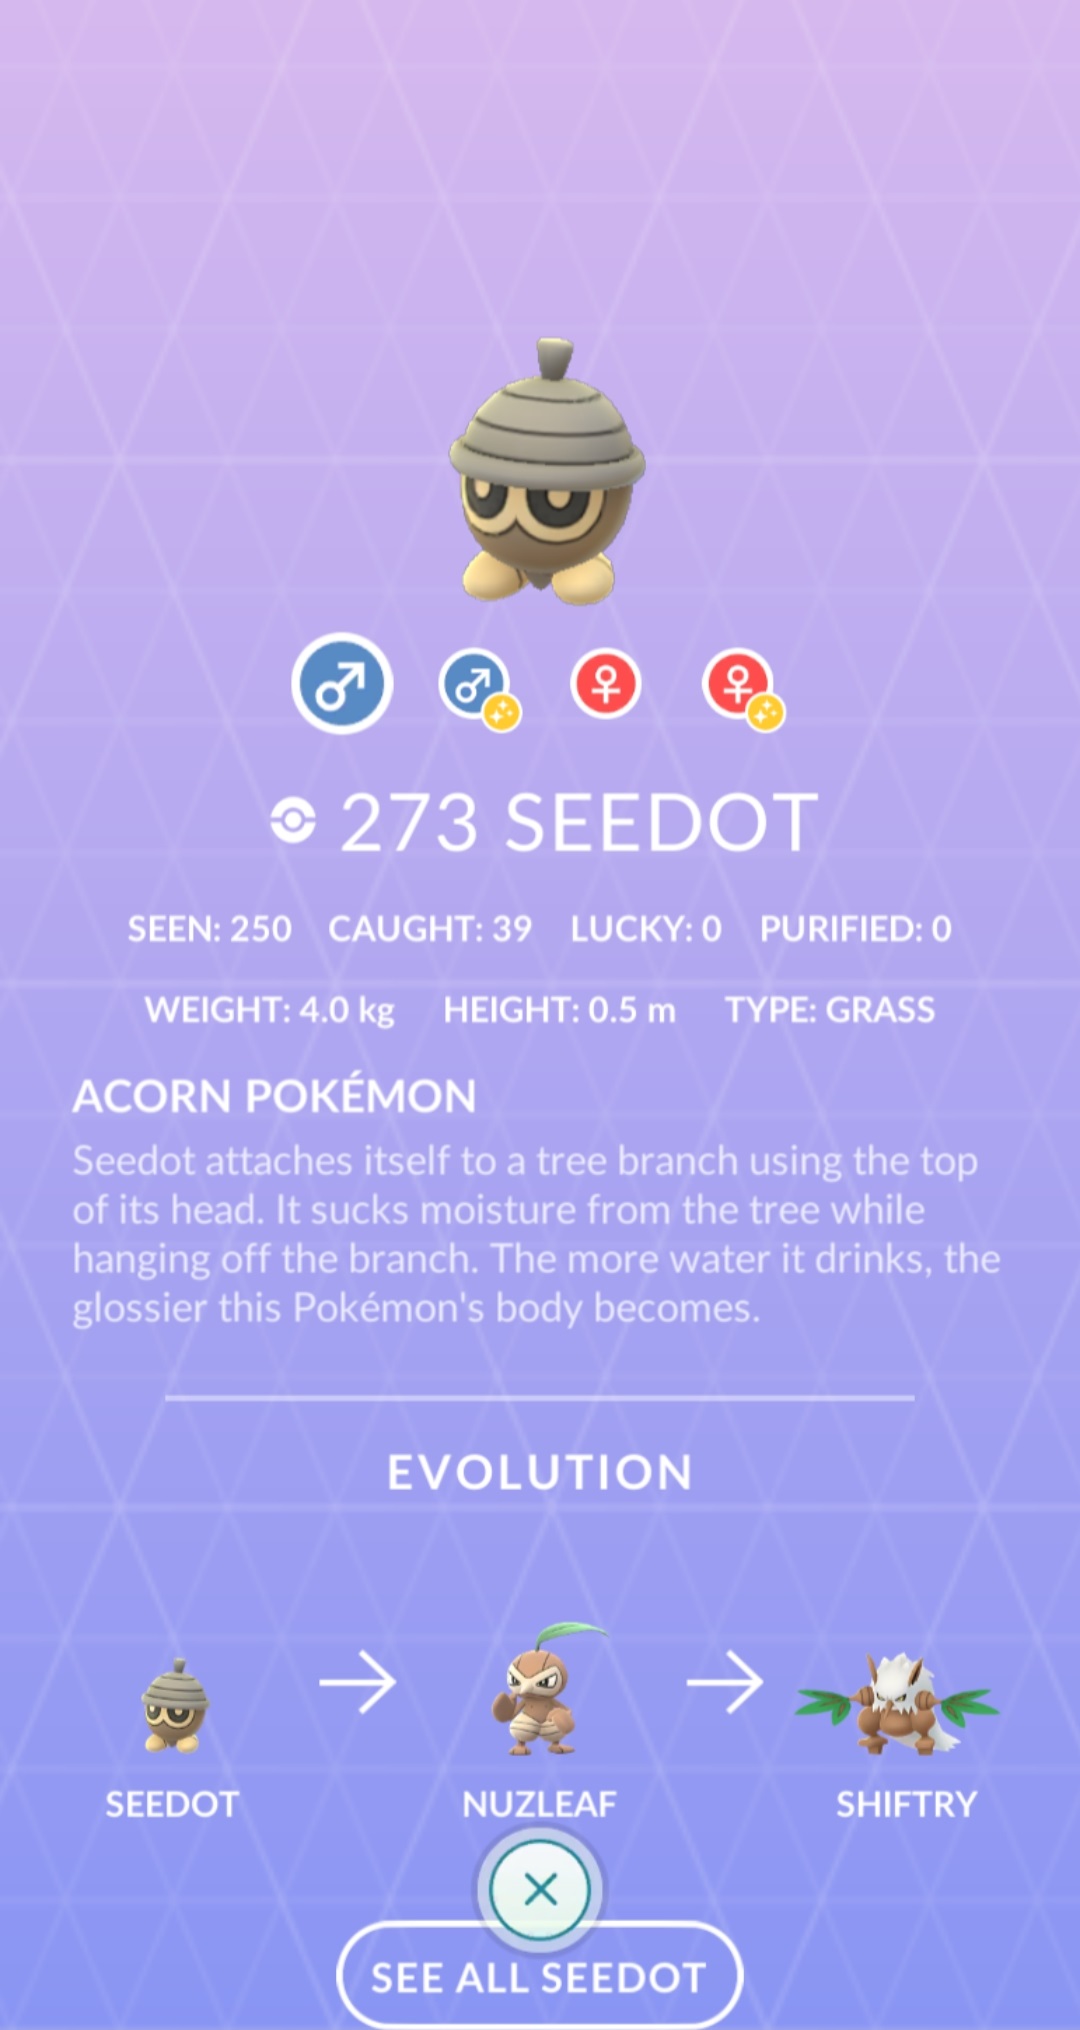 273 SEEDOT
SEEN: 250 CAUGHT: 39 LUCKY: 0 PURIFIED: 0
WEIGHT: 4.0 kg HEIGHT: 0.5 m TYPE: GRASS
ACORN POKÉMON
Seedot attaches itself to a tree branch using the top
of its head. It sucks moisture from the tree while
hanging off the branch. The more water it drinks, the
glossier this Pokémon's body becomes.
EVOLUTION
SEEDOT NUZLEAF SHIFTRY
SEE ALL SEEDOT